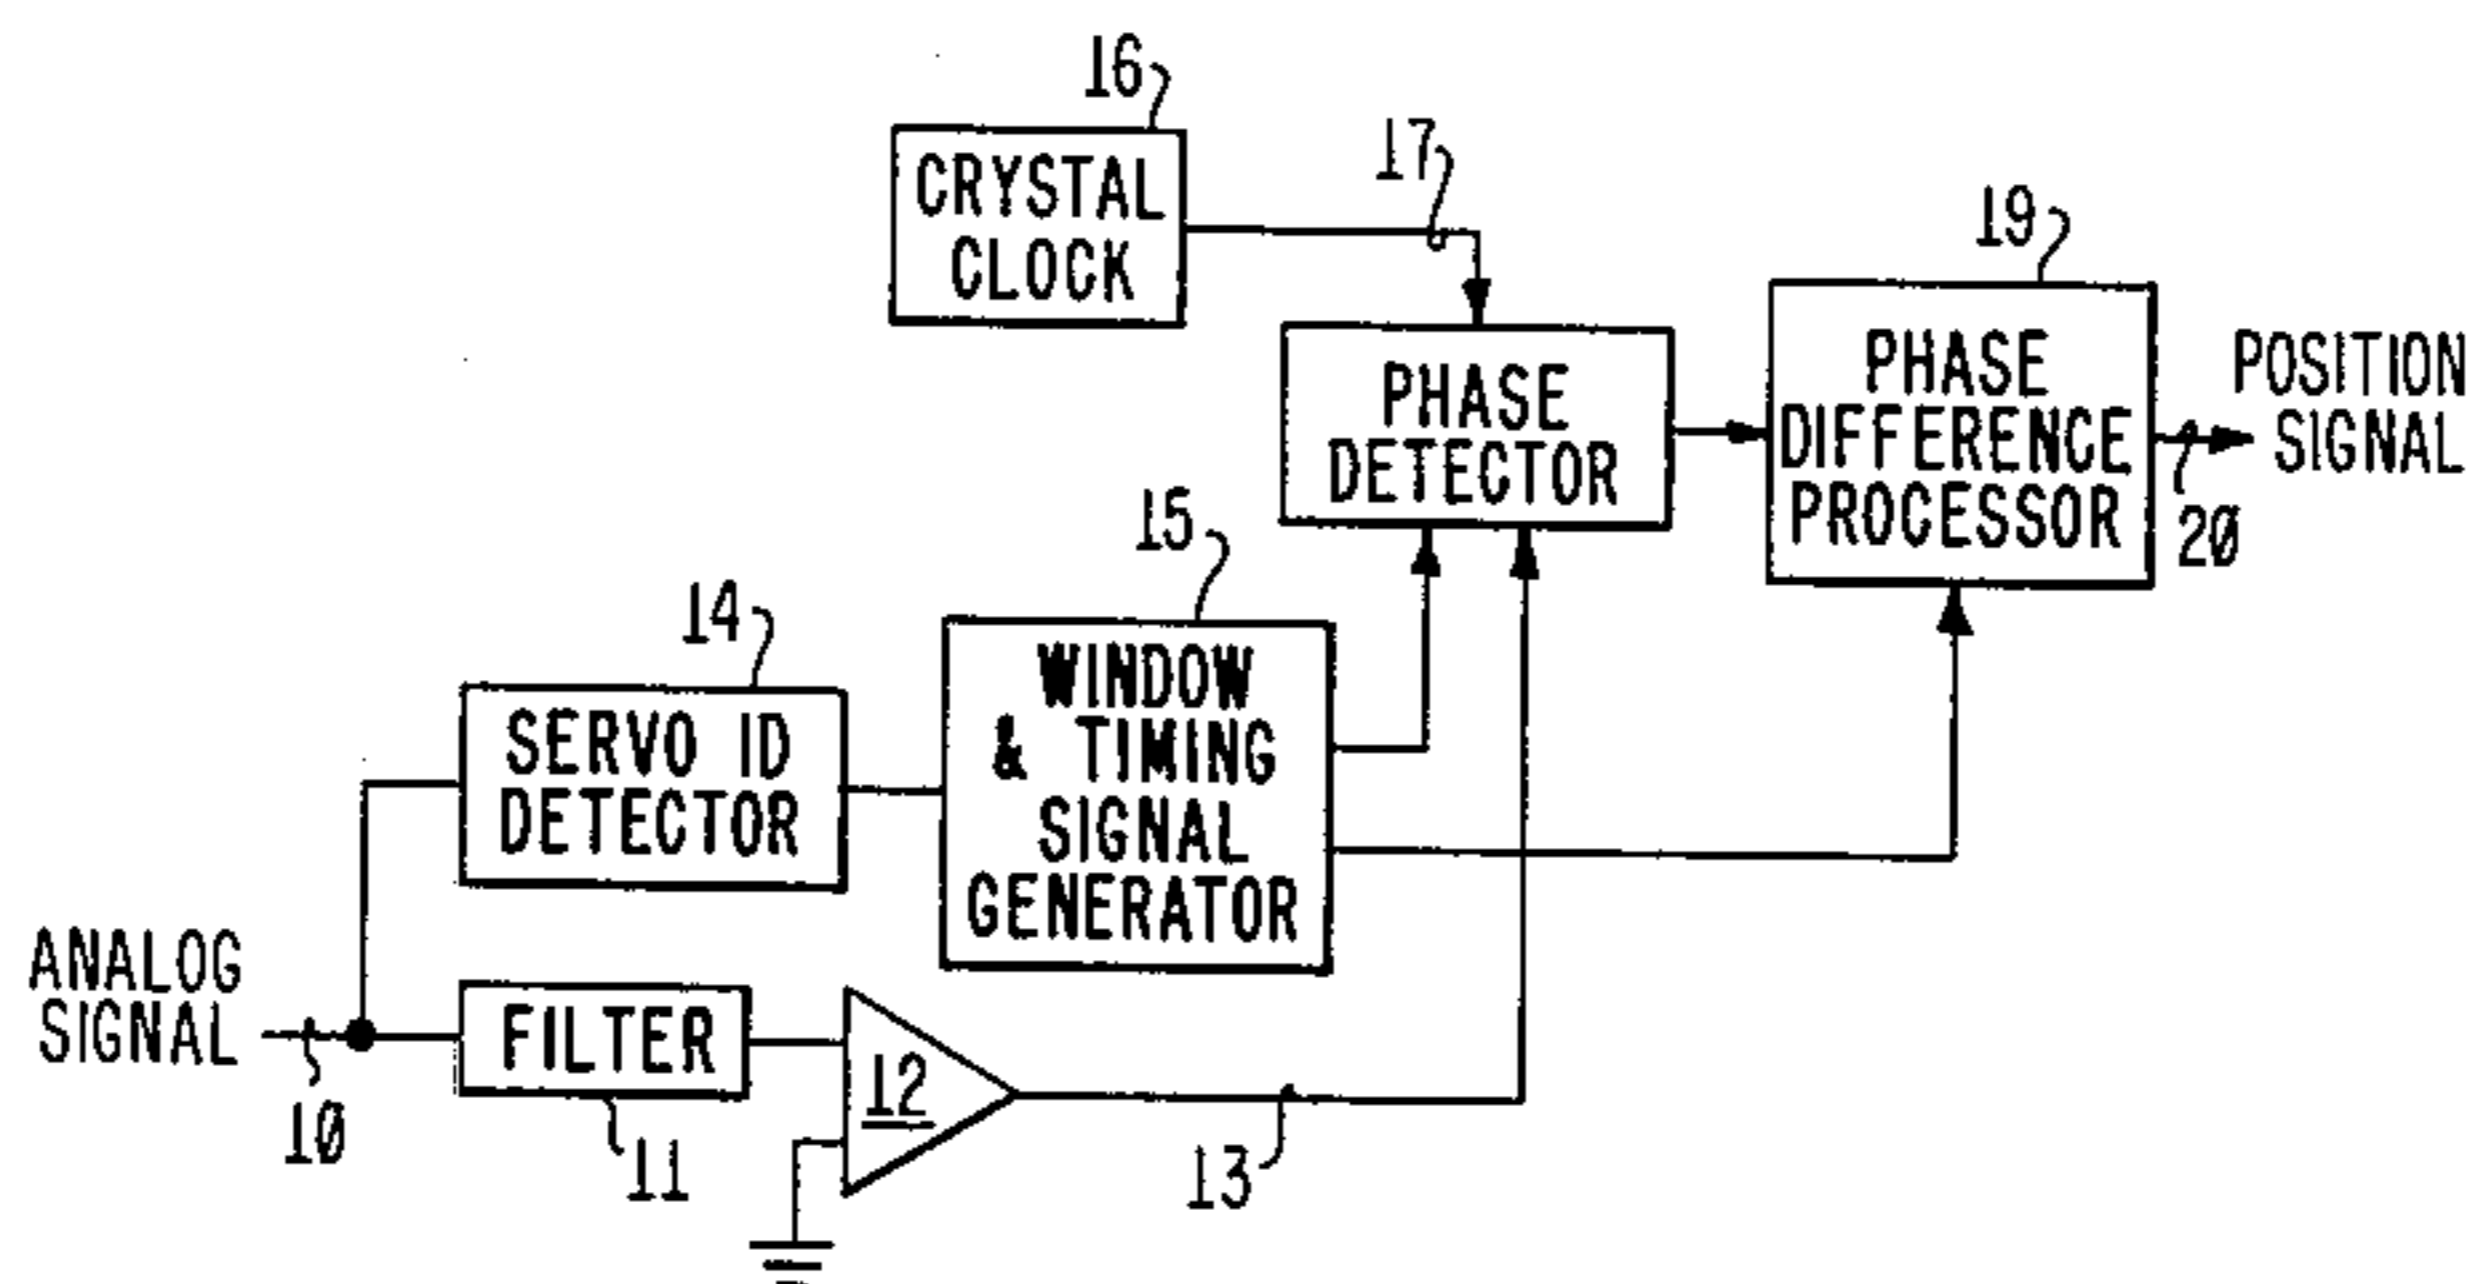 16
CRYSTAL
CLOCK
17
19
PHASE
DETECTOR
PHASE
DIFFERENCE
PROCESSOR
POSITION
SIGNAL
20
15
14
SERVO ID
DETECTOR
WINDOW
& TIMING
SIGNAL
GENERATOR
ANALOG
SIGNAL
10
FILTER
11
12
13